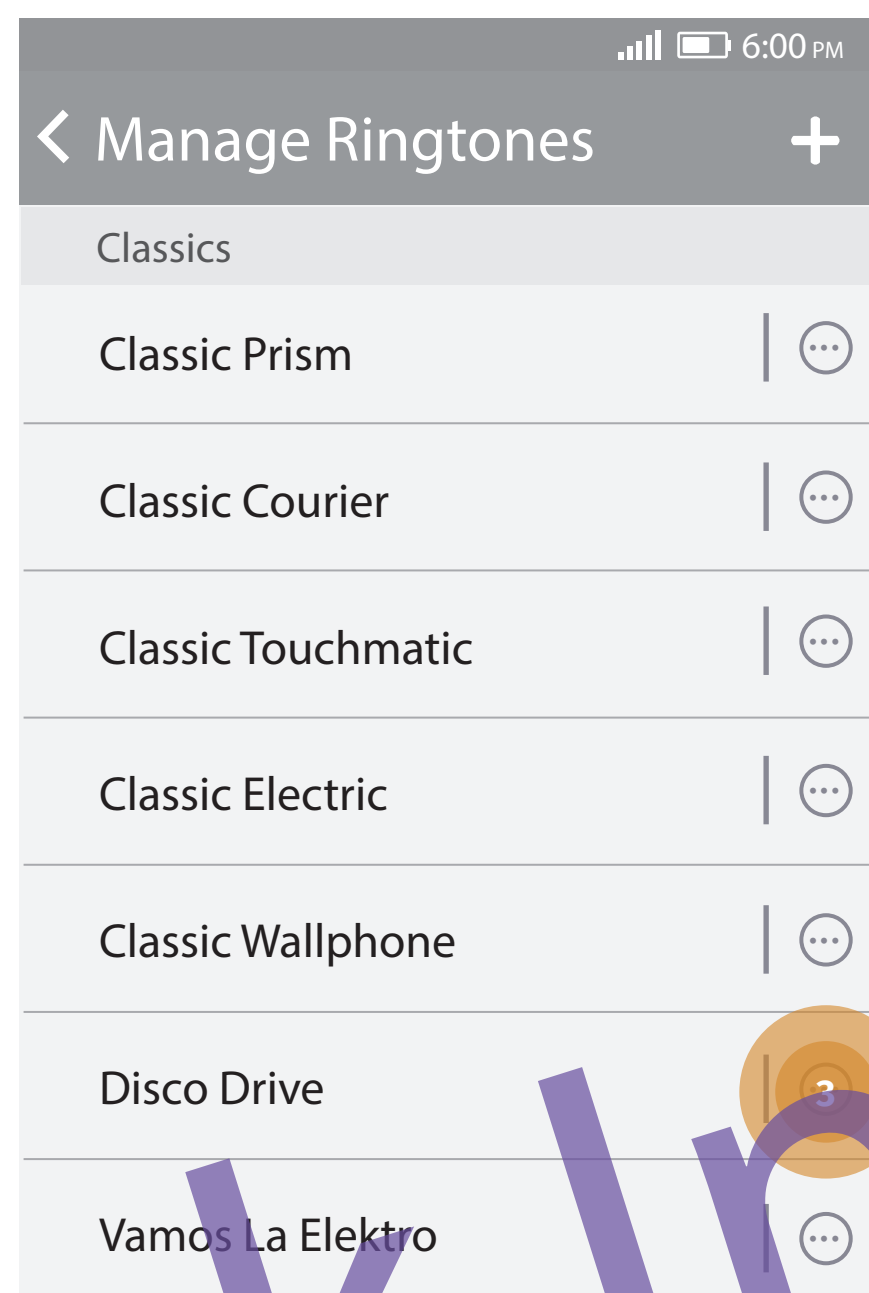 6:00 PM
Manage Ringtones
Classics
Classic Prism
Classic Courier
Classic Touchmatic
Classic Electric
Classic Wallphone
Disco Drive
3
Vamos La Elektro